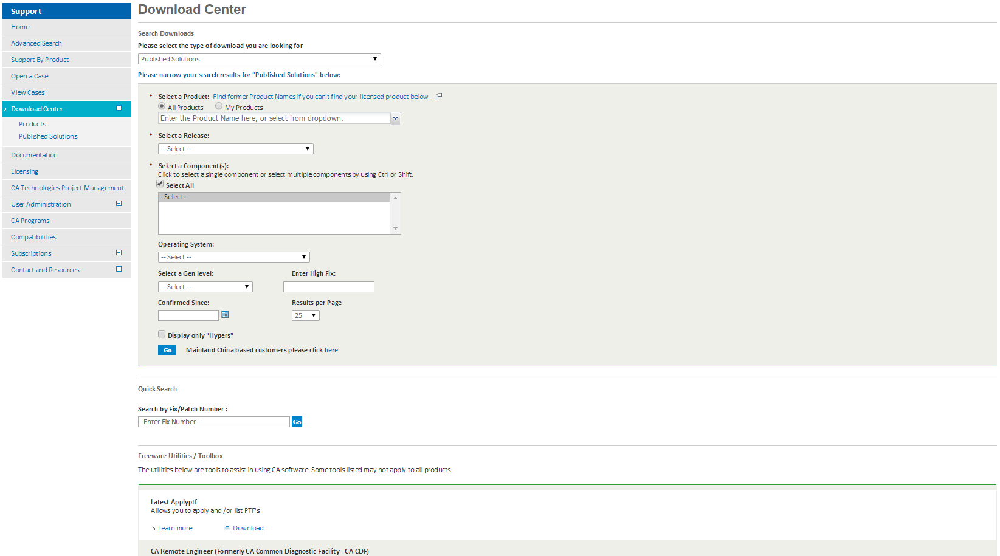 Support
Home
Advanced Search
Support By Product
Open a Case
View Cases
Download Center
Products
Published Solutions
Documentation
Licensing
CA Technologies Project Management
User Administration
CA Programs
Compatibilities
Subscriptions
Contact and Resources
Download Center
Search Downloads
Please select the type of download you are looking for
Published Solutions
Please narrow your search results for "Published Solutions" below:
* Select a Product: Find former Product Names if you can't find your licensed product below
All Products My Products
Enter the Product Name here, or select from dropdown.
* Select a Release:
-- Select --
* Select a Component(s):
Click to select a single component or select multiple components by using Ctrl or Shift.
Select All
--Select--
Operating System:
-- Select --
Select a Gen level: Enter High Fix:
-- Select --
Confirmed Since: Results per Page
25
Display only "Hypers"
Go Mainland China based customers please click here
Quick Search
Search by Fix/Patch Number :
--Enter Fix Number-- Go
Freeware Utilities / Toolbox
The utilities below are tools to assist in using CA software. Some tools listed may not apply to all products.
Latest Applyptf
Allows you to apply and /or list PTF's
Learn more Download
CA Remote Engineer (Formerly CA Common Diagnostic Facility - CA CDF)